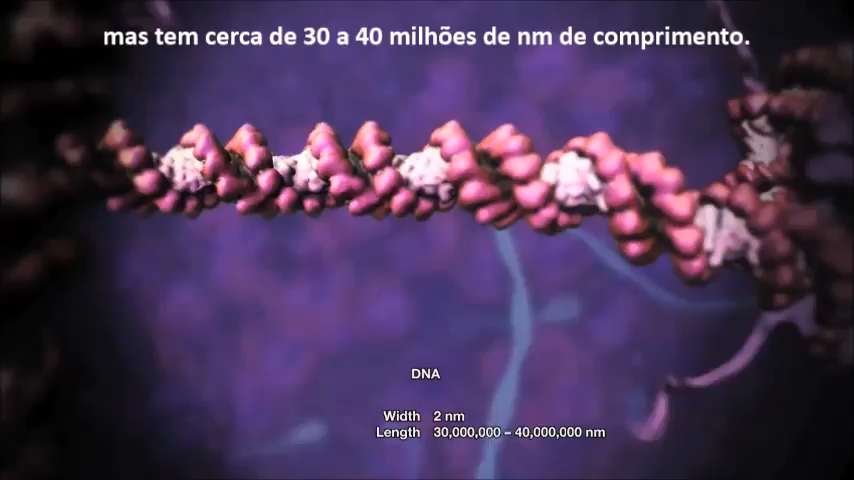 mas tem cerca de 30 a 40 milhões de nm de comprimento.
DNA
Width 2 nm
Length 30,000,000 – 40,000,000 nm